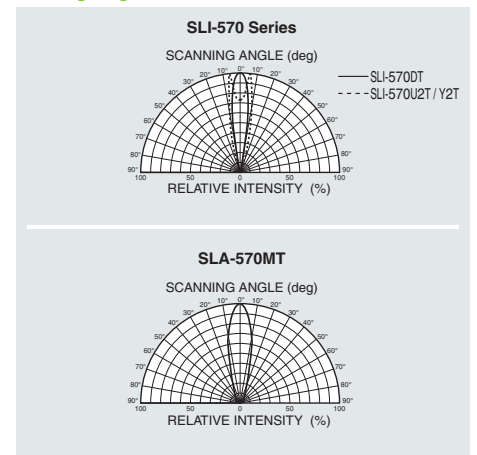 SLI-570 Series
SCANNING ANGLE (deg)
20° 10° 0° 10° 20°
30° 30°
40° 40°
50° 50°
60° 60°
70° 70°
80° 80°
90° 90°
100 50 0 50 100
RELATIVE INTENSITY (%)
SLI-570DT
SLI-570U2T / Y2T
SLA-570MT
SCANNING ANGLE (deg)
20° 10° 0° 10° 20°
30° 30°
40° 40°
50° 50°
60° 60°
70° 70°
80° 80°
90° 90°
100 50 0 50 100
RELATIVE INTENSITY (%)